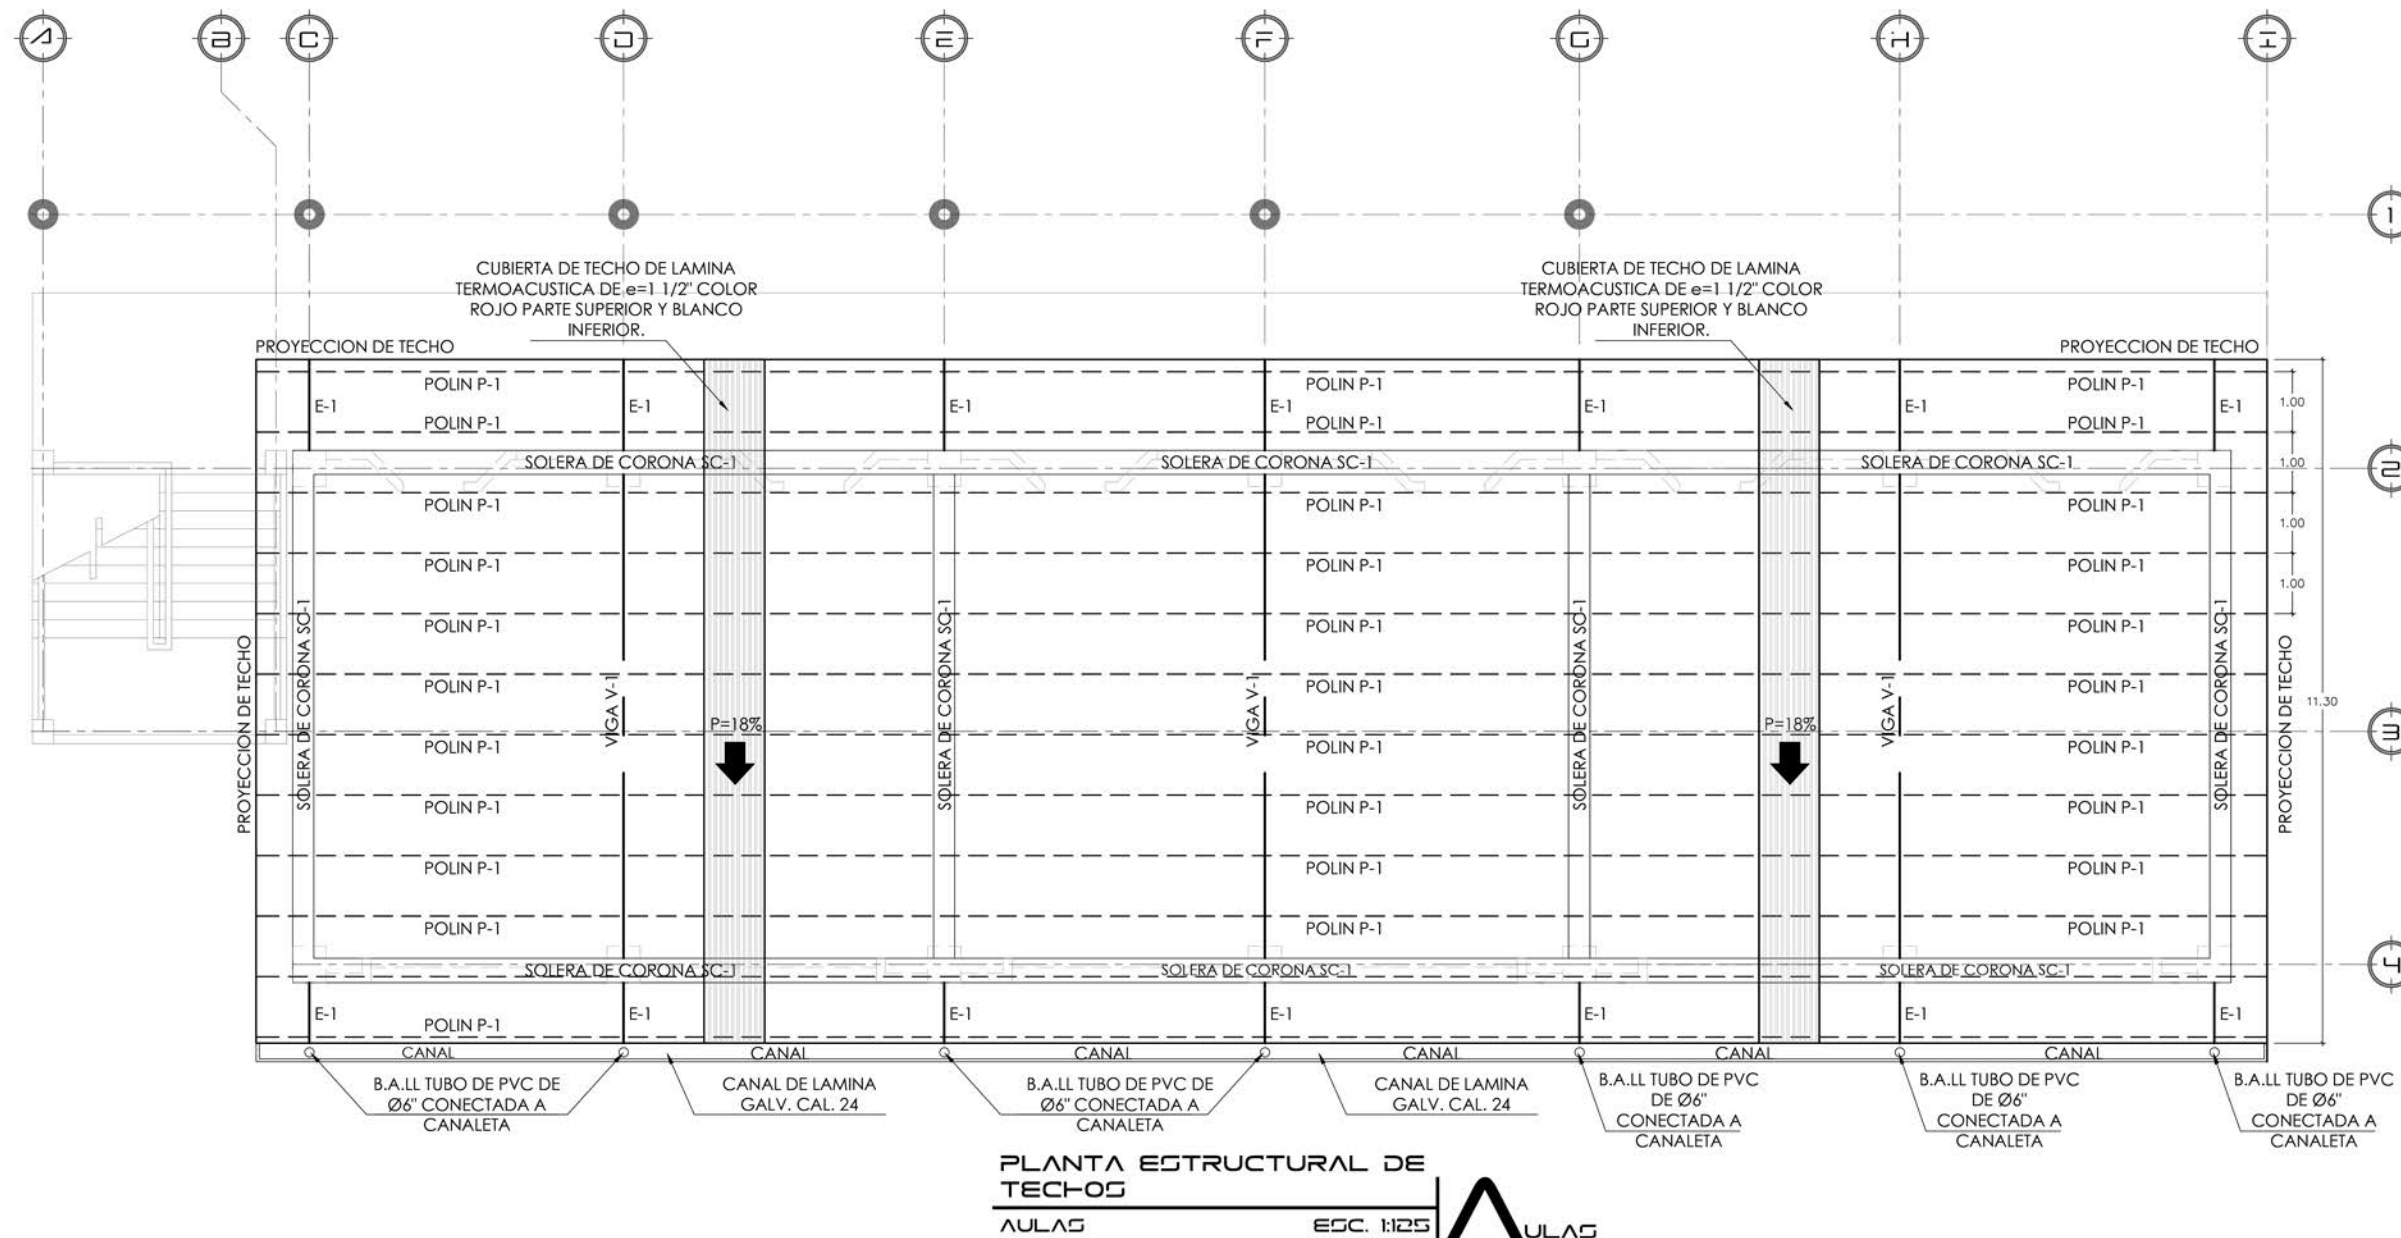 A B C D E F G H I
1
CUBIERTA DE TECHO DE LAMINA
TERMOACUSTICA DE e=1 1/2" COLOR
ROJO PARTE SUPERIOR Y BLANCO
INFERIOR.
CUBIERTA DE TECHO DE LAMINA
TERMOACUSTICA DE e=1 1/2" COLOR
ROJO PARTE SUPERIOR Y BLANCO
INFERIOR.
PROYECCION DE TECHO
PROYECCION DE TECHO
POLIN P-1 POLIN P-1 POLIN P-1
E-1 E-1 E-1 E-1 E-1 E-1 E-1
1.00
POLIN P-1 POLIN P-1 POLIN P-1
SOLERA DE CORONA SC-1 SOLERA DE CORONA SC-1 SOLERA DE CORONA SC-1
1.00
2
POLIN P-1 POLIN P-1 POLIN P-1
1.00
POLIN P-1 POLIN P-1 POLIN P-1
1.00
POLIN P-1 POLIN P-1 POLIN P-1
POLIN P-1 POLIN P-1 POLIN P-1
PROYECCION DE TECHO
SOLERA DE CORONA SC-1
VIGA V-1
P=18%
SOLERA DE CORONA SC-1
VIGA V-1
SOLERA DE CORONA SC-1
P=18%
VIGA V-1
SOLERA DE CORONA SC-1
PROYECCION DE TECHO
11.30
3
POLIN P-1 POLIN P-1 POLIN P-1
POLIN P-1 POLIN P-1 POLIN P-1
POLIN P-1 POLIN P-1 POLIN P-1
POLIN P-1 POLIN P-1 POLIN P-1
SOLERA DE CORONA SC-1 SOLERA DE CORONA SC-1 SOLERA DE CORONA SC-1
4
E-1 E-1 E-1 E-1 E-1 E-1 E-1
POLIN P-1
CANAL CANAL CANAL CANAL CANAL CANAL
B.A.LL TUBO DE PVC DE
Ø6" CONECTADA A
CANALETA
CANAL DE LAMINA
GALV. CAL. 24
B.A.LL TUBO DE PVC DE
Ø6" CONECTADA A
CANALETA
CANAL DE LAMINA
GALV. CAL. 24
B.A.LL TUBO DE PVC
DE Ø6"
CONECTADA A
CANALETA
B.A.LL TUBO DE PVC
DE Ø6"
CONECTADA A
CANALETA
B.A.LL TUBO DE PVC
DE Ø6"
CONECTADA A
CANALETA
PLANTA ESTRUCTURAL DE
TECHOS
AULAS ESC. 1:125
AULAS